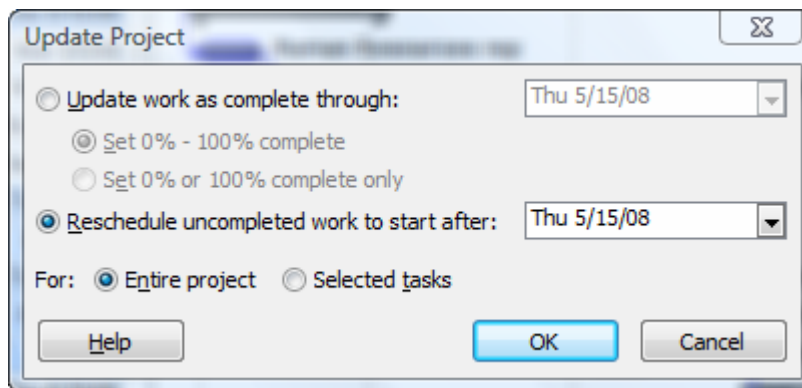 Update Project
Update work as complete through: Thu 5/15/08
Set 0% - 100% complete
Set 0% or 100% complete only
Reschedule uncompleted work to start after: Thu 5/15/08
For: Entire project Selected tasks
Help OK Cancel